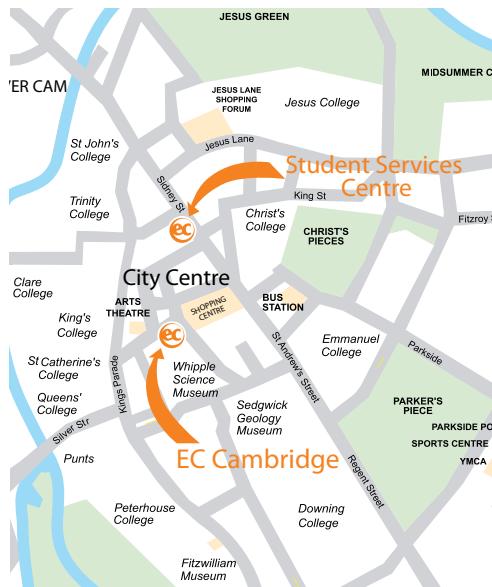 JESUS GREEN
MIDSUMMER C
VER CAM
JESUS LANE
SHOPPING
FORUM
Jesus College
St John's
College
Jesus Lane
Student Services
Centre
Sidney St
King St
Trinity
College
Christ's
College
Fitzroy S
ec
CHRIST'S
PIECES
City Centre
Clare
College
ARTS
THEATRE
SHOPPING
CENTRE
BUS
STATION
King's
College
ec
St Andrew's Street
Emmanuel
College
Parkside
St Catherine's
College
Kings Parade
Whipple
Science
Museum
Queens'
College
Sedgwick
Geology
Museum
PARKER'S
PIECE
Silver Str
PARKSIDE PO
SPORTS CENTRE
YMCA
Punts
EC Cambridge
Regent Street
Peterhouse
College
Downing
College
Fitzwilliam
Museum